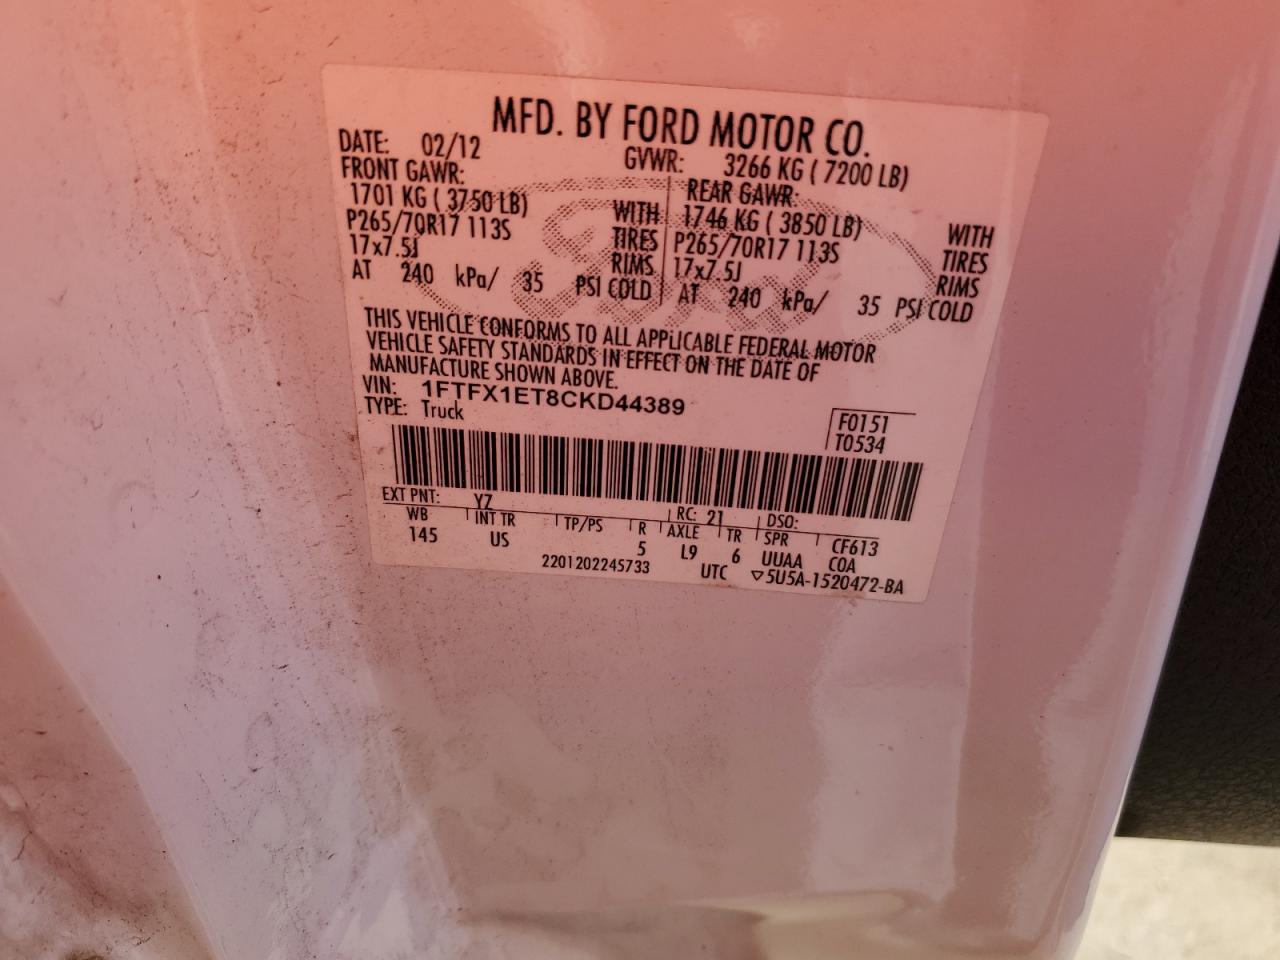 MFD. BY FORD MOTOR CO.
DATE: 02/12 GVWR: 3266 KG ( 7200 LB)
FRONT GAWR: REAR GAWR:
1701 KG ( 3750 LB) WITH 1746 KG ( 3850 LB) WITH
P265/70R17 113S TIRES P265/70R17 113S TIRES
17x7.5J RIMS 17x7.5J RIMS
AT 240 kPa/ 35 PSI COLD AT 240 kPa/ 35 PSI COLD
THIS VEHICLE CONFORMS TO ALL APPLICABLE FEDERAL MOTOR
VEHICLE SAFETY STANDARDS IN EFFECT ON THE DATE OF
MANUFACTURE SHOWN ABOVE.
VIN: 1FTFX1ET8CKD44389
TYPE: Truck
F0151
T0534
EXT PNT: YZ RC: 21 DSO:
WB INT TR TP/PS R AXLE TR SPR CF613
145 US 5 L9 6 UUAA COA
2201202245733 UTC ▽5U5A-1520472-BA
Ford